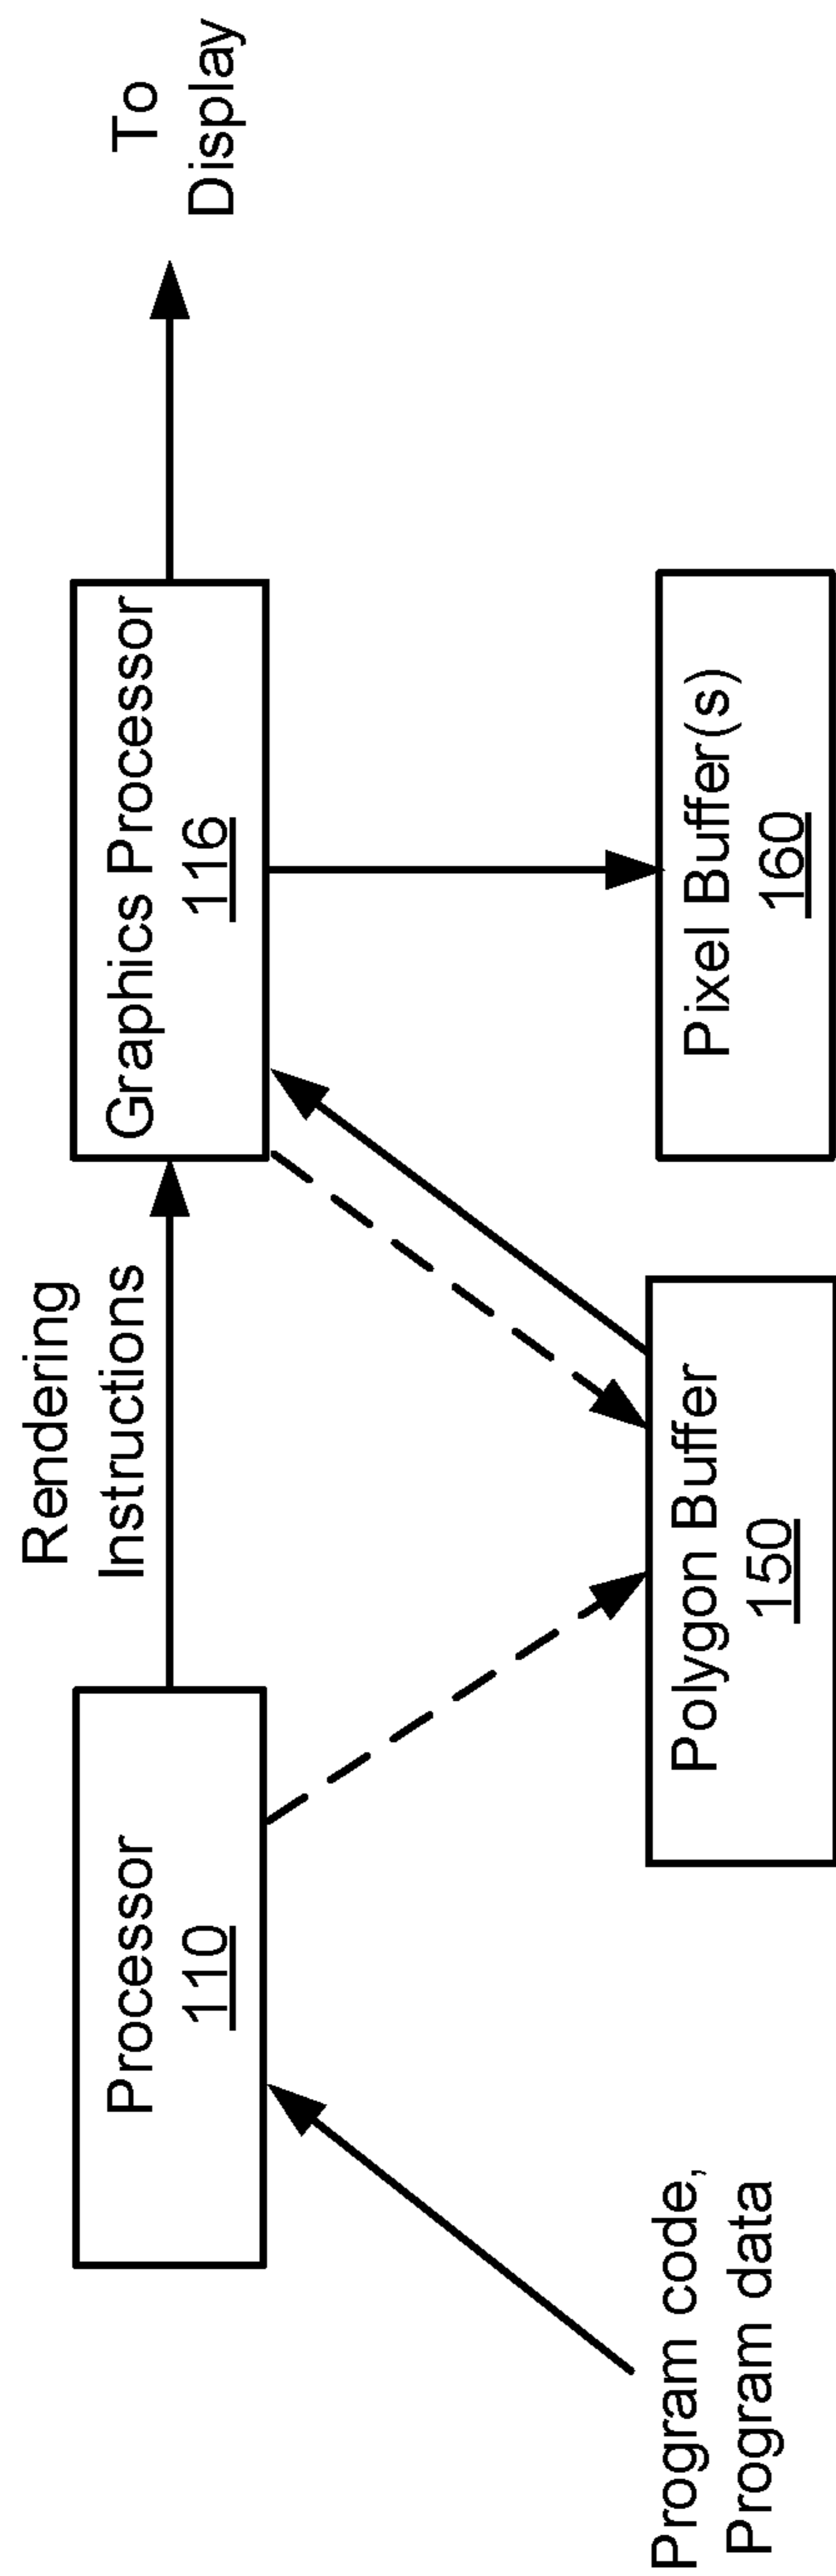 Rendering
Instructions
To
Display
Processor
110
Graphics Processor
116
Program code,
Program data
Polygon Buffer
150
Pixel Buffer(s)
160